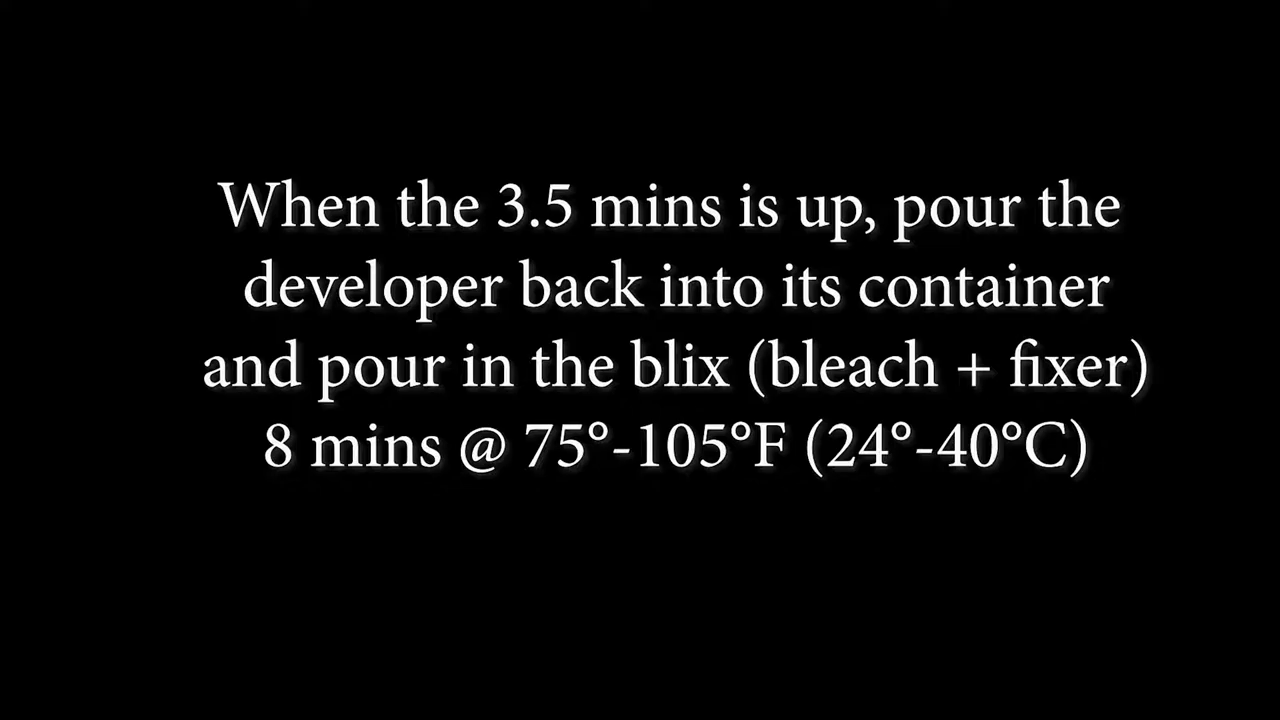 When the 3.5 mins is up, pour the
developer back into its container
and pour in the blix (bleach + fixer)
8 mins @ 75°-105°F (24°-40°C)